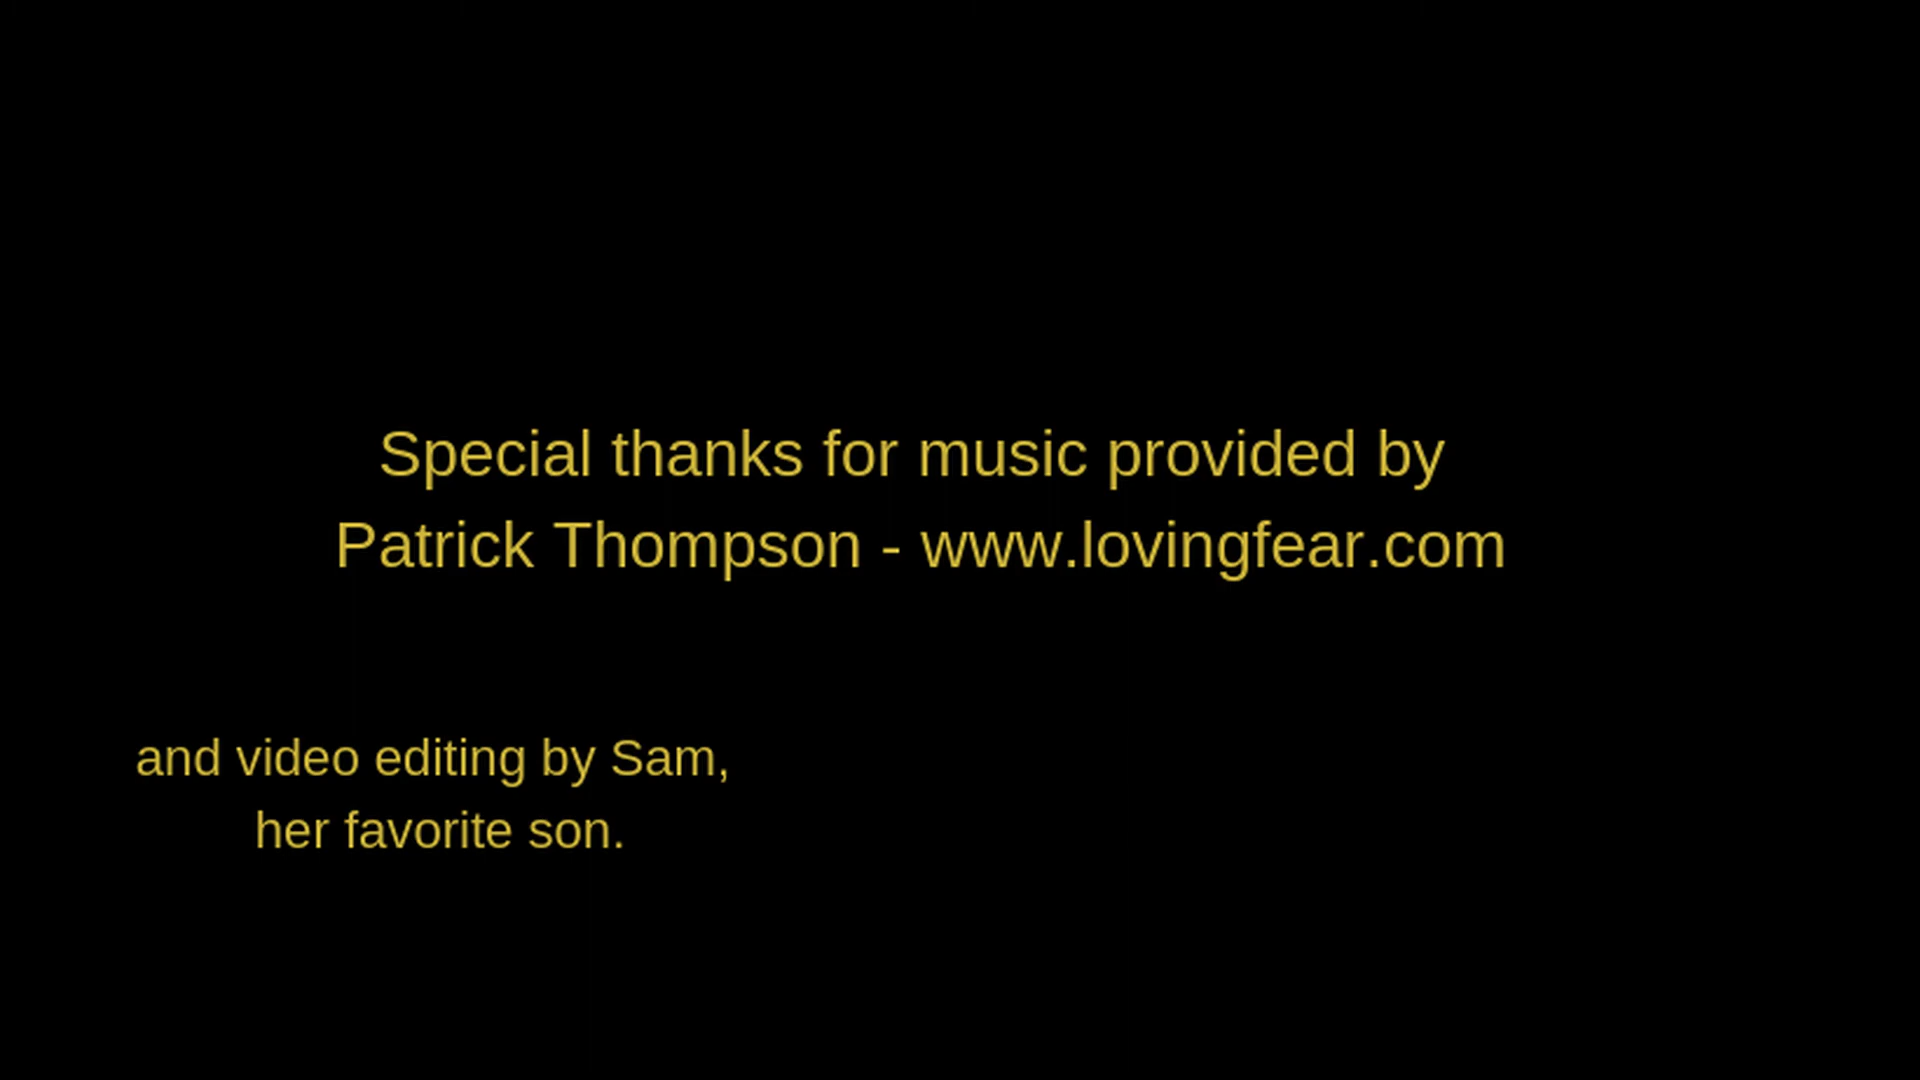 Special thanks for music provided by
Patrick Thompson - www.lovingfear.com
and video editing by Sam,
her favorite son.